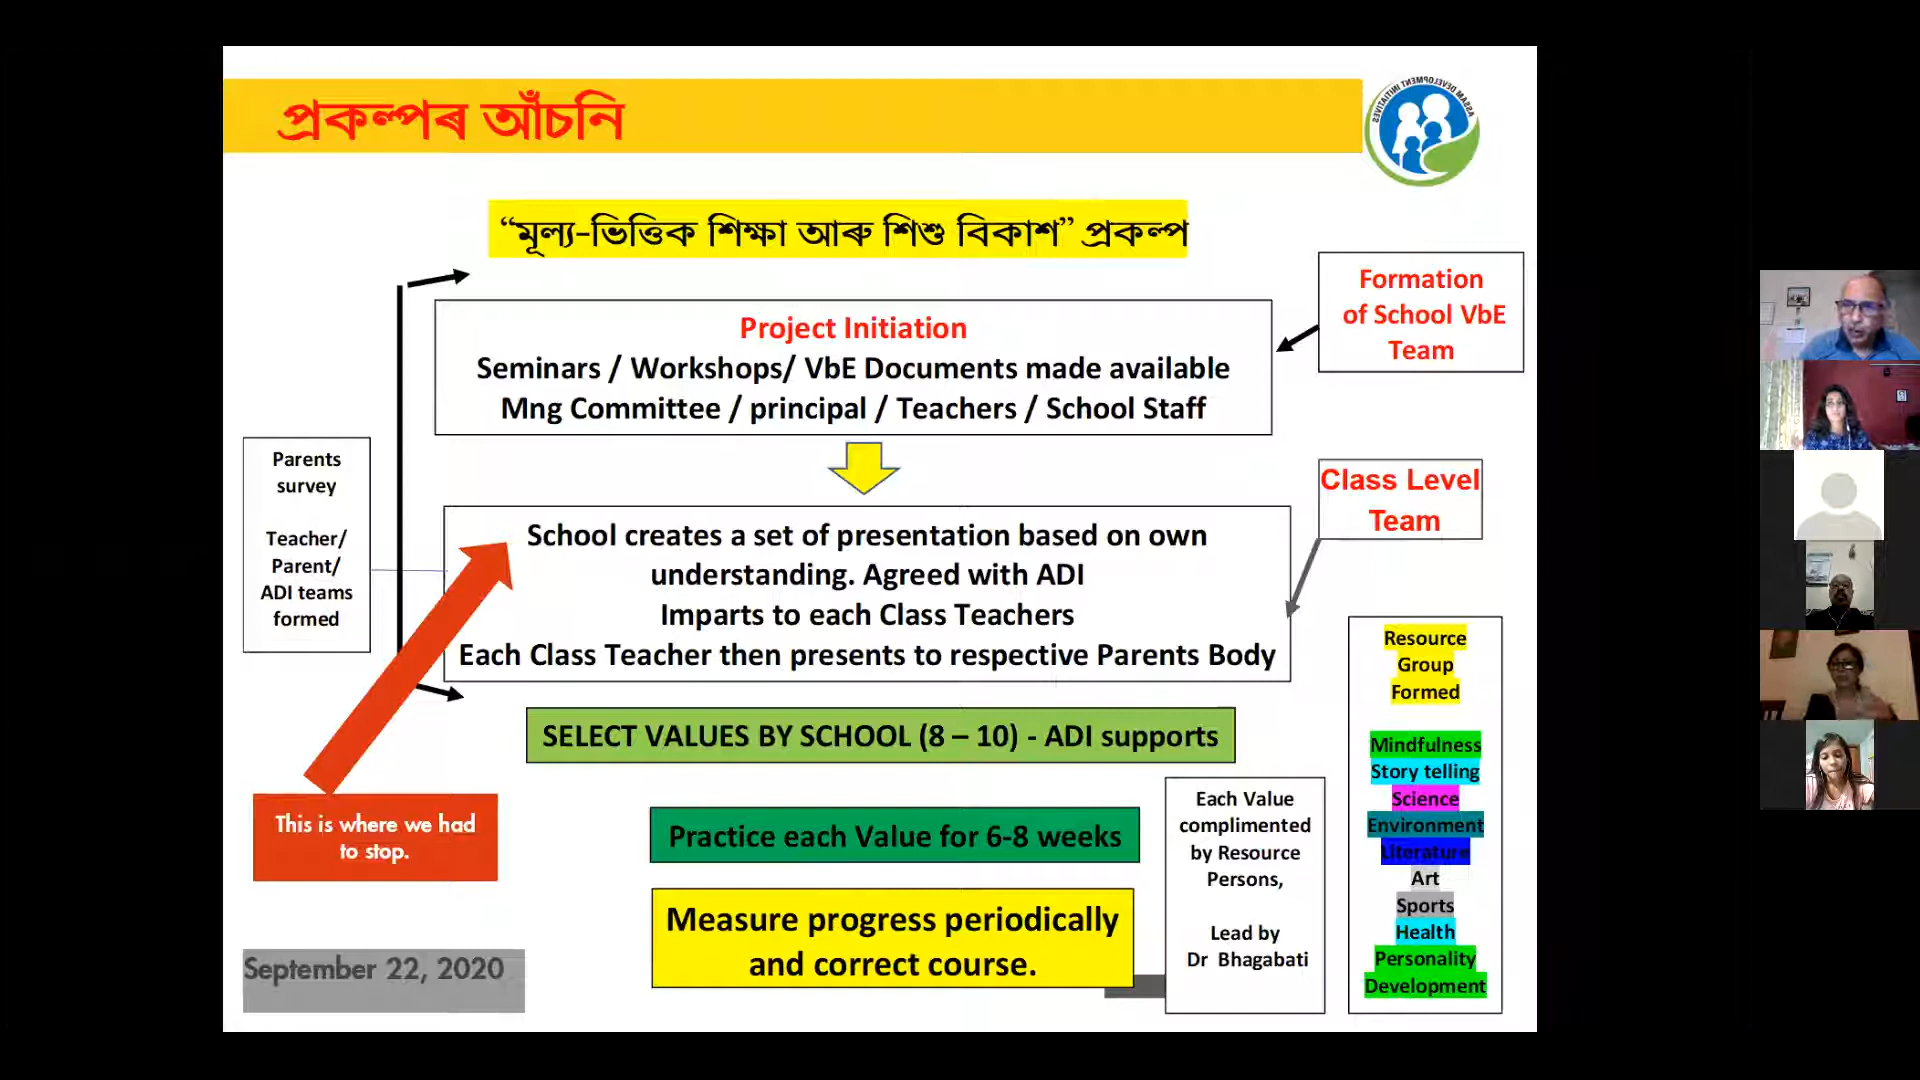 প্ৰকল্পৰ আঁচনি
ASSAM DEVELOPMENT INITIATIVES
“মূল্য-ভিত্তিক শিক্ষা আৰু শিশু বিকাশ” প্ৰকল্প
Formation
of School VbE
Team
Project Initiation
Seminars / Workshops/ VbE Documents made available
Mng Committee / principal / Teachers / School Staff
Parents
survey
Teacher/
Parent/
ADI teams
formed
Class Level
Team
School creates a set of presentation based on own
understanding. Agreed with ADI
Imparts to each Class Teachers
Each Class Teacher then presents to respective Parents Body
SELECT VALUES BY SCHOOL (8 – 10) - ADI supports
This is where we had
to stop.
Practice each Value for 6-8 weeks
Measure progress periodically
and correct course.
Each Value
complimented
by Resource
Persons,
Lead by
Dr Bhagabati
Resource
Group
Formed
Mindfulness
Story telling
Science
Environment
Literature
Art
Sports
Health
Personality
Development
September 22, 2020